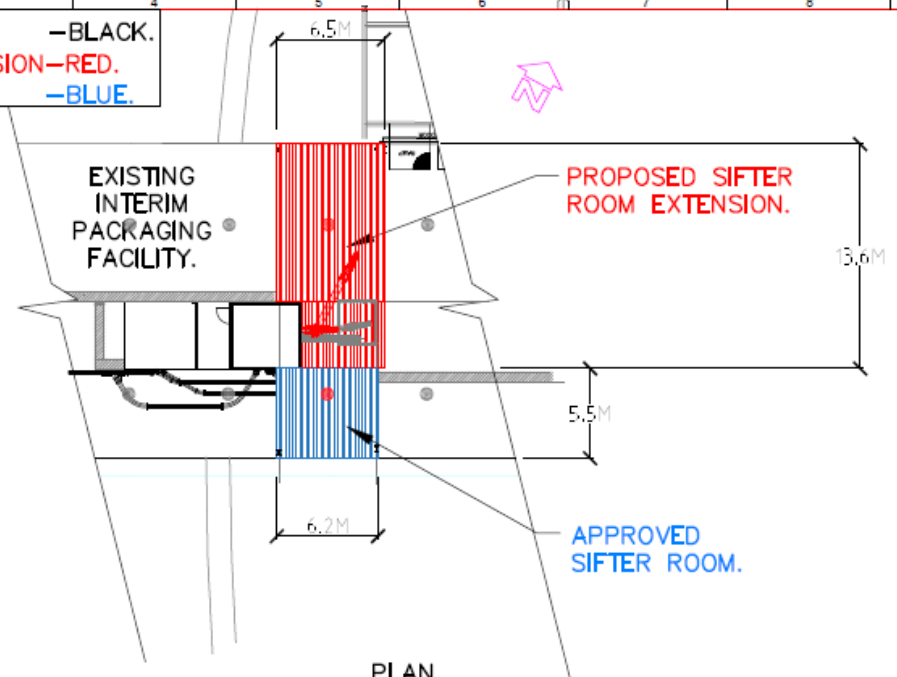 4 5 6 7 8
-BLACK.
SION-RED.
-BLUE.
6.5M
N
EXISTING
INTERIM
PACKAGING
FACILITY.
PROPOSED SIFTER
ROOM EXTENSION.
13.6M
5.5M
6.2M
APPROVED
SIFTER ROOM.
PLAN